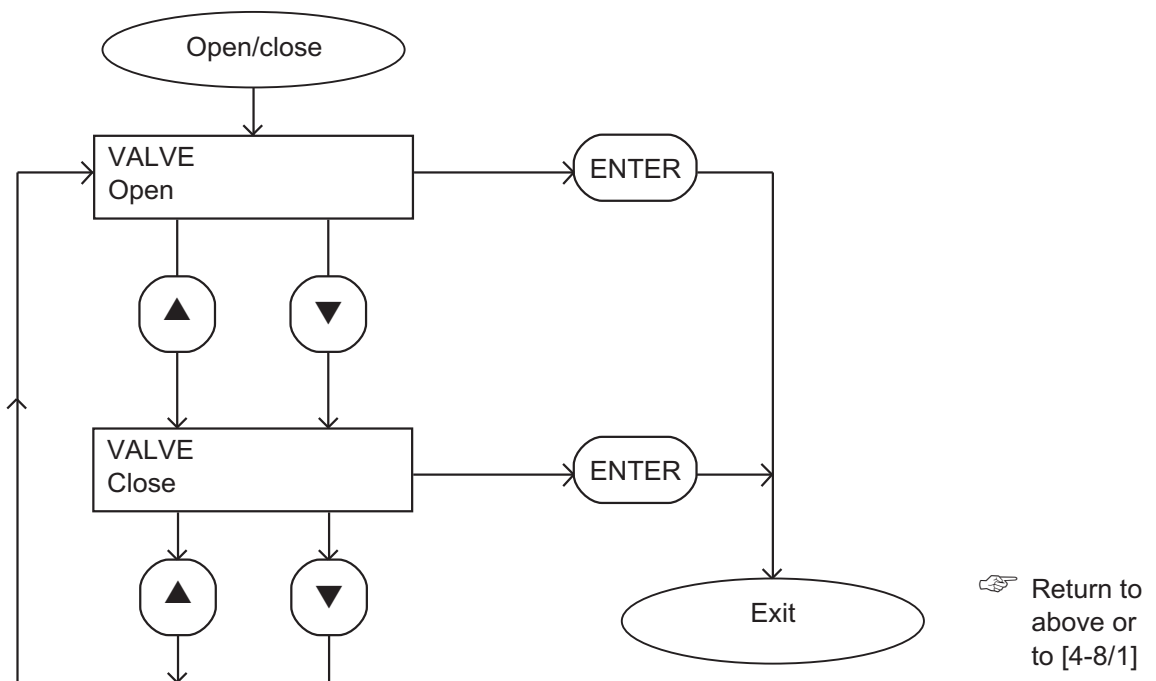 Open/close
VALVE
Open
ENTER
▲
▼
VALVE
Close
ENTER
▲
▼
Exit
☞ Return to
above or
to [4-8/1]